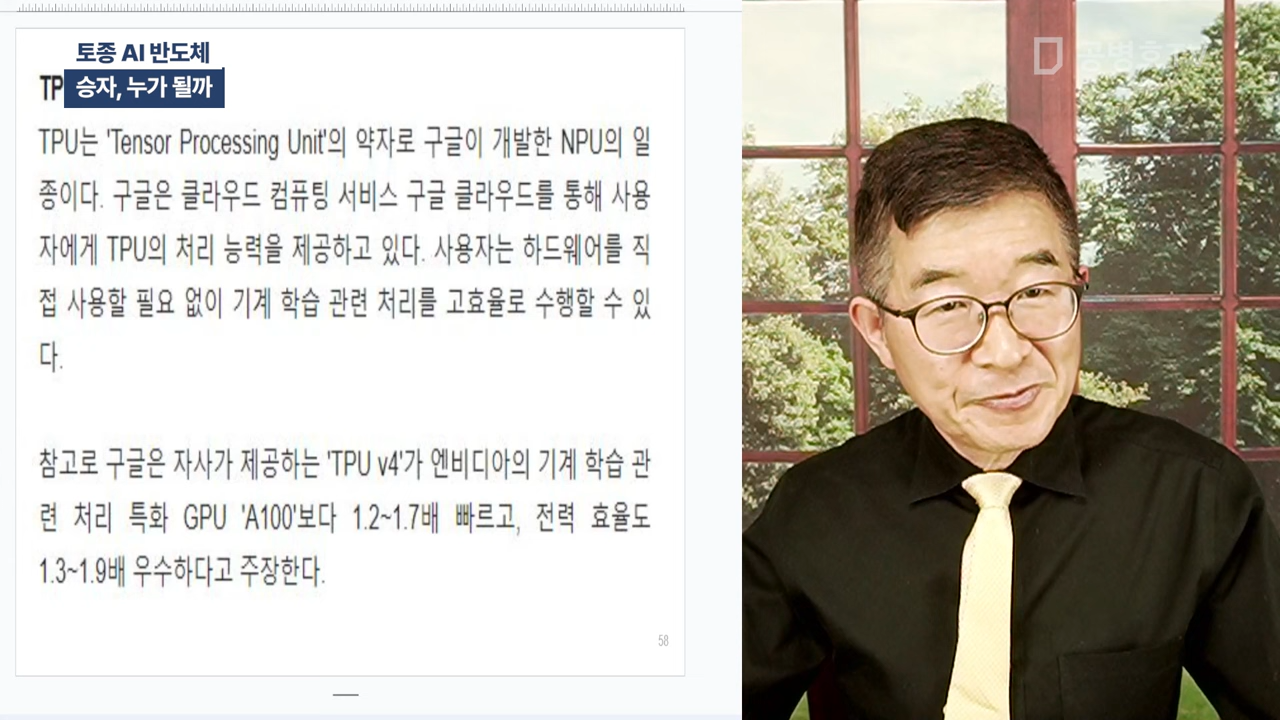 토종 AI 반도체
승자, 누가 될까
TP
TPU는 'Tensor Processing Unit'의 약자로 구글이 개발한 NPU의 일
종이다. 구글은 클라우드 컴퓨팅 서비스 구글 클라우드를 통해 사용
자에게 TPU의 처리 능력을 제공하고 있다. 사용자는 하드웨어를 직
접 사용할 필요 없이 기계 학습 관련 처리를 고효율로 수행할 수 있
다.
참고로 구글은 자사가 제공하는 'TPU v4'가 엔비디아의 기계 학습 관
련 처리 특화 GPU 'A100'보다 1.2~1.7배 빠르고, 전력 효율도
1.3~1.9배 우수하다고 주장한다.
58
공병호